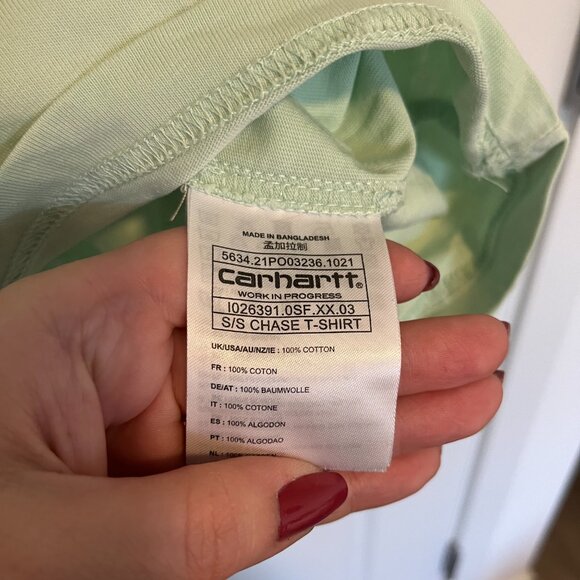 MADE IN BANGLADESH
孟加拉制
5634.21PO03236.1021
carhartt®
WORK IN PROGRESS
I026391.0SF.XX.03
S/S CHASE T-SHIRT
UK/USA/AU/NZ/IE : 100% COTTON
FR : 100% COTON
DE/AT : 100% BAUMWOLLE
IT : 100% COTONE
ES : 100% ALGODON
PT : 100% ALGODAO
NL : 100%